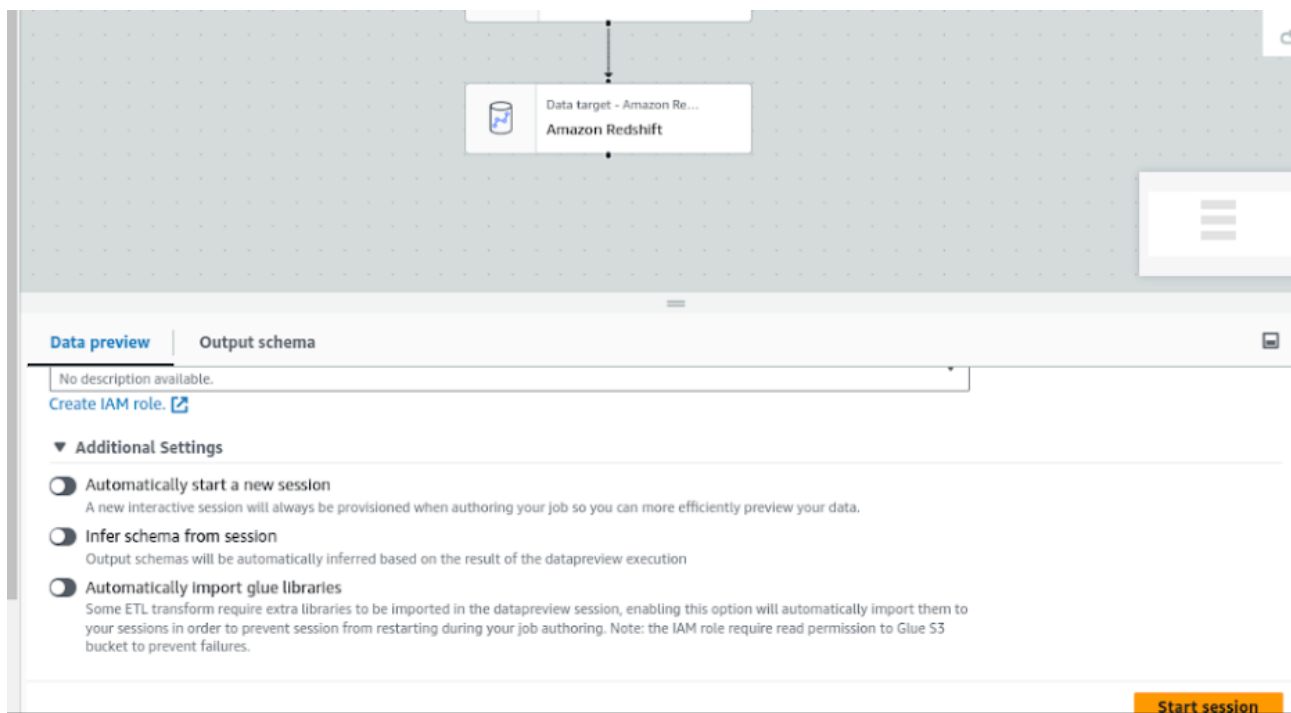 Data target - Amazon Re...
Amazon Redshift
Data preview
Output schema
No description available.
Create IAM role.
Additional Settings
Automatically start a new session
A new interactive session will always be provisioned when authoring your job so you can more efficiently preview your data.
Infer schema from session
Output schemas will be automatically inferred based on the result of the datapreview execution
Automatically import glue libraries
Some ETL transform require extra libraries to be imported in the datapreview session, enabling this option will automatically import them to
your sessions in order to prevent session from restarting during your job authoring. Note: the IAM role require read permission to Glue S3
bucket to prevent failures.
Start session